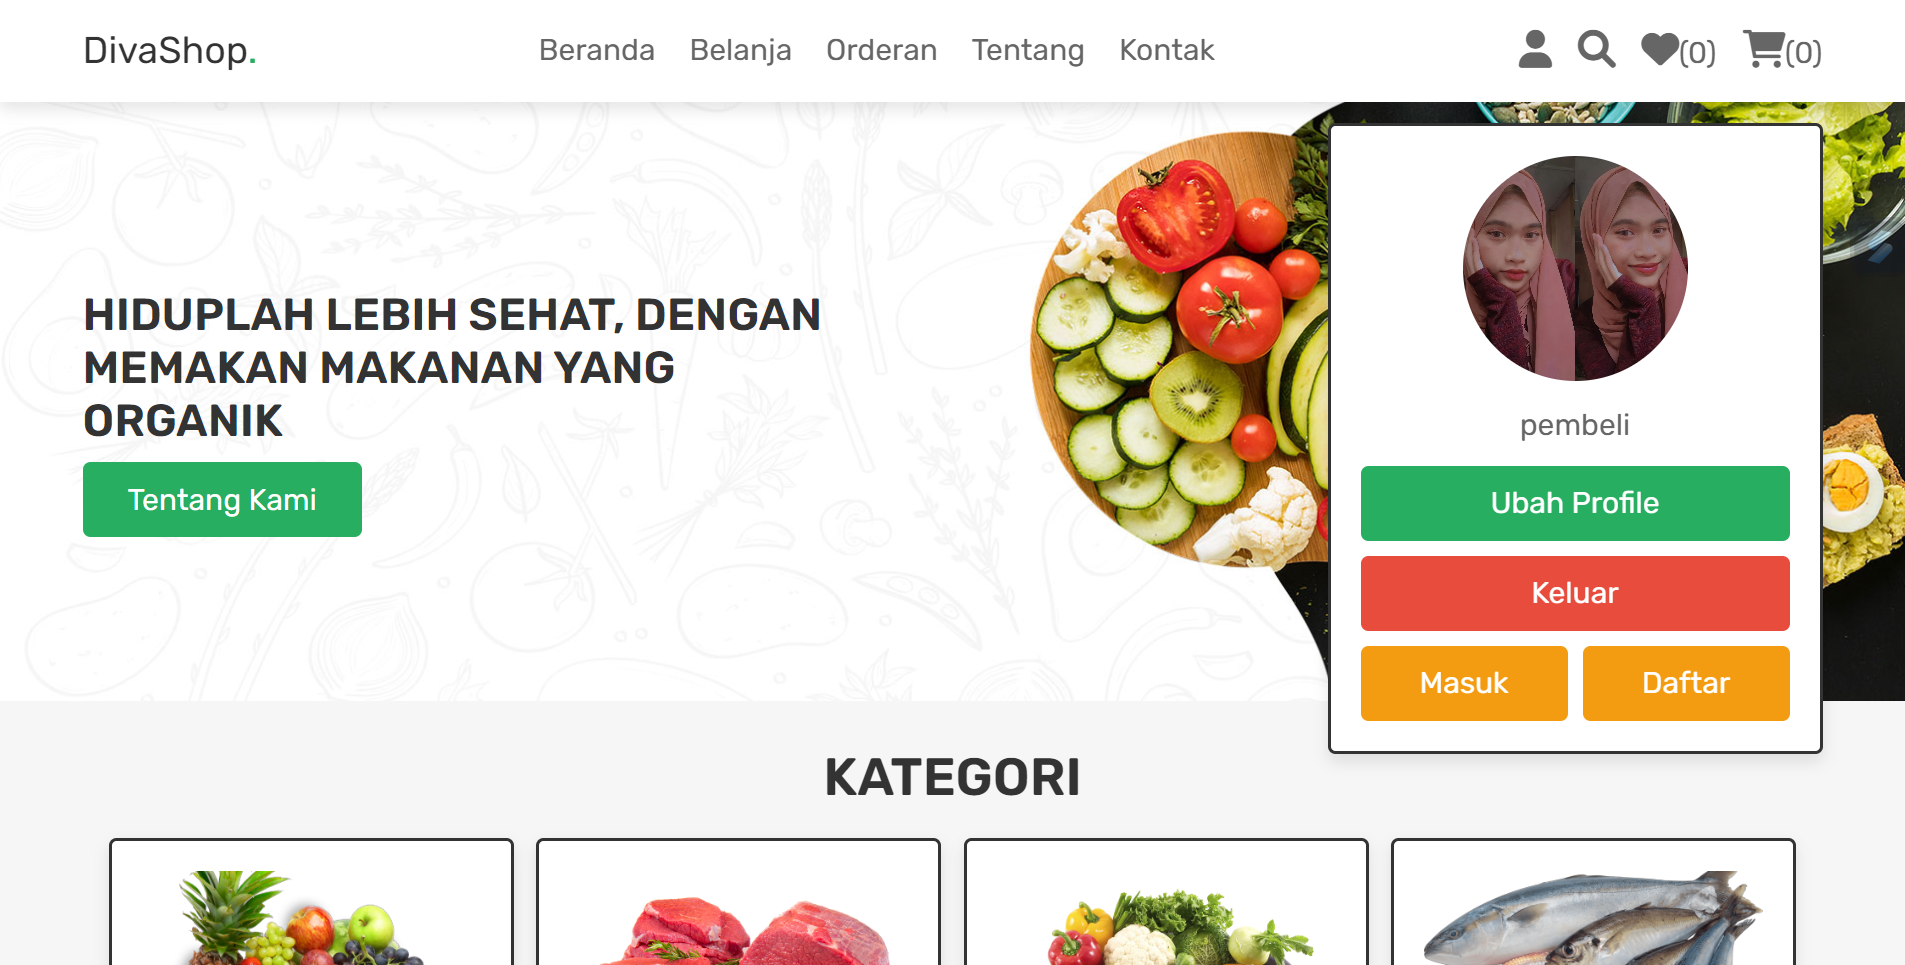 DivaShop.
Beranda Belanja Orderan Tentang Kontak
(0) (0)
HIDUPLAH LEBIH SEHAT, DENGAN
MEMAKAN MAKANAN YANG
ORGANIK
Tentang Kami
pembeli
Ubah Profile
Keluar
Masuk Daftar
KATEGORI